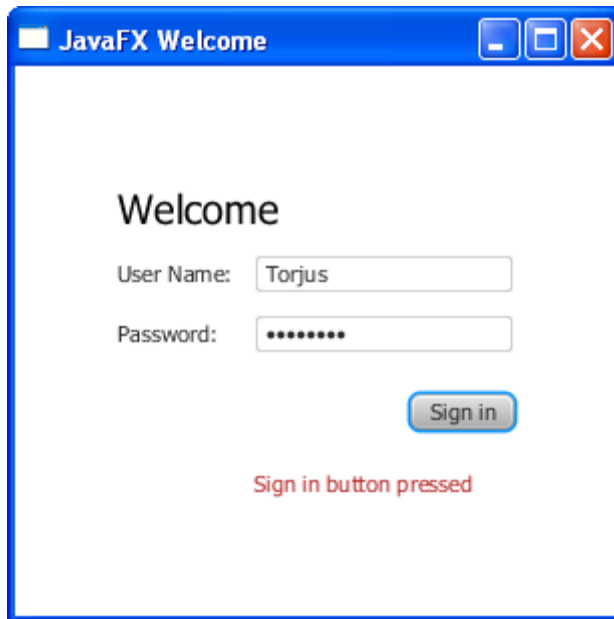 JavaFX Welcome
Welcome
User Name: Torjus
Password: ••••••••
Sign in
Sign in button pressed